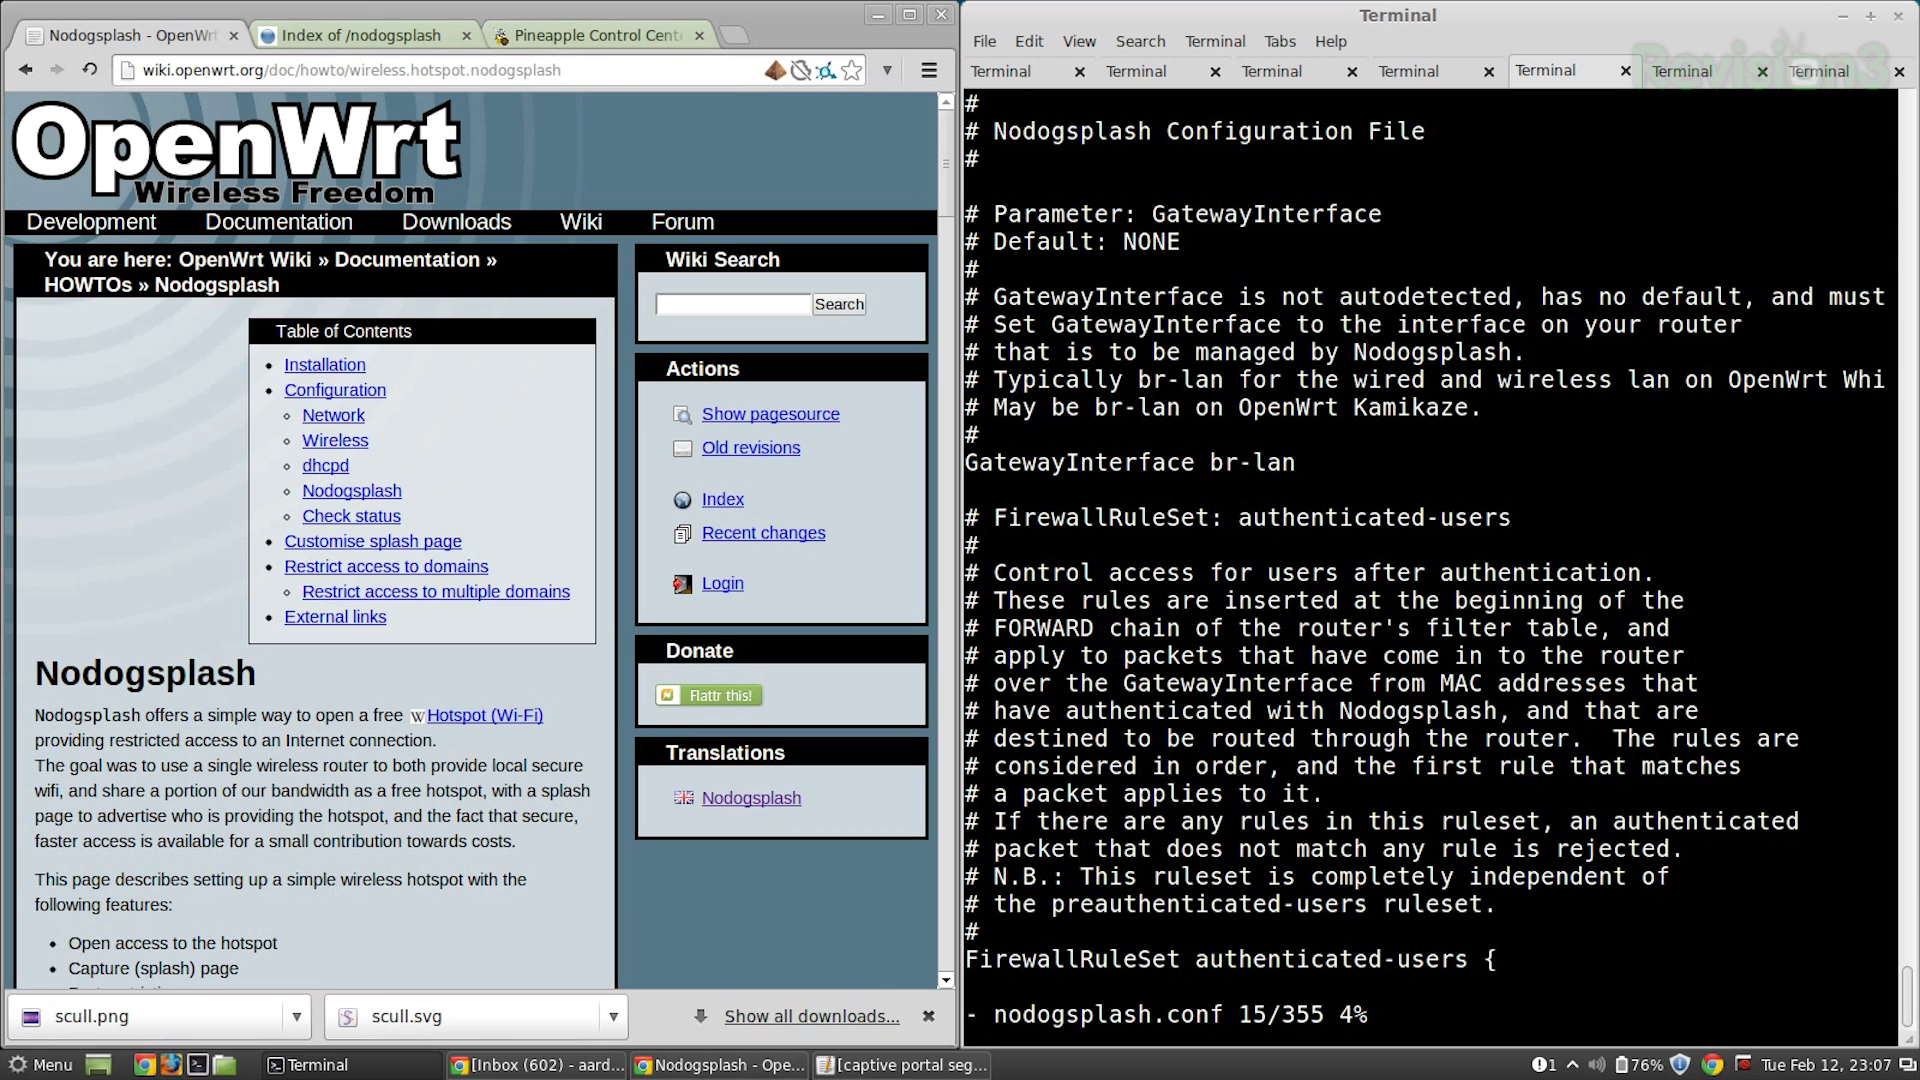 Nodogsplash - OpenWrt
Index of /nodogsplash
Pineapple Control Cent
wiki.openwrt.org/doc/howto/wireless.hotspot.nodogsplash
OpenWrt
Wireless Freedom
Development Documentation Downloads Wiki Forum
You are here: OpenWrt Wiki » Documentation »
HOWTOs » Nodogsplash
Table of Contents
Installation
Configuration
Network
Wireless
dhcpd
Nodogsplash
Check status
Customise splash page
Restrict access to domains
Restrict access to multiple domains
External links
Nodogsplash
Nodogsplash offers a simple way to open a free W Hotspot (Wi-Fi)
providing restricted access to an Internet connection.
The goal was to use a single wireless router to both provide local secure
wifi, and share a portion of our bandwidth as a free hotspot, with a splash
page to advertise who is providing the hotspot, and the fact that secure,
faster access is available for a small contribution towards costs.
This page describes setting up a simple wireless hotspot with the
following features:
• Open access to the hotspot
• Capture (splash) page
Wiki Search
Search
Actions
Show pagesource
Old revisions
Index
Recent changes
Login
Donate
Flattr this!
Translations
Nodogsplash
scull.png
scull.svg
Show all downloads...
Terminal
File Edit View Search Terminal Tabs Help
Revision3
Terminal Terminal Terminal Terminal Terminal Terminal Terminal
#
# Nodogsplash Configuration File
#
# Parameter: GatewayInterface
# Default: NONE
#
# GatewayInterface is not autodetected, has no default, and must
# Set GatewayInterface to the interface on your router
# that is to be managed by Nodogsplash.
# Typically br-lan for the wired and wireless lan on OpenWrt Whi
# May be br-lan on OpenWrt Kamikaze.
#
GatewayInterface br-lan
# FirewallRuleSet: authenticated-users
#
# Control access for users after authentication.
# These rules are inserted at the beginning of the
# FORWARD chain of the router's filter table, and
# apply to packets that have come in to the router
# over the GatewayInterface from MAC addresses that
# have authenticated with Nodogsplash, and that are
# destined to be routed through the router.  The rules are
# considered in order, and the first rule that matches
# a packet applies to it.
# If there are any rules in this ruleset, an authenticated
# packet that does not match any rule is rejected.
# N.B.: This ruleset is completely independent of
# the preauthenticated-users ruleset.
#
FirewallRuleSet authenticated-users {
- nodogsplash.conf 15/355 4%
Menu
Terminal
[Inbox (602) - aard...
Nodogsplash - Ope...
[captive portal seg...
1
76%
Tue Feb 12, 23:07